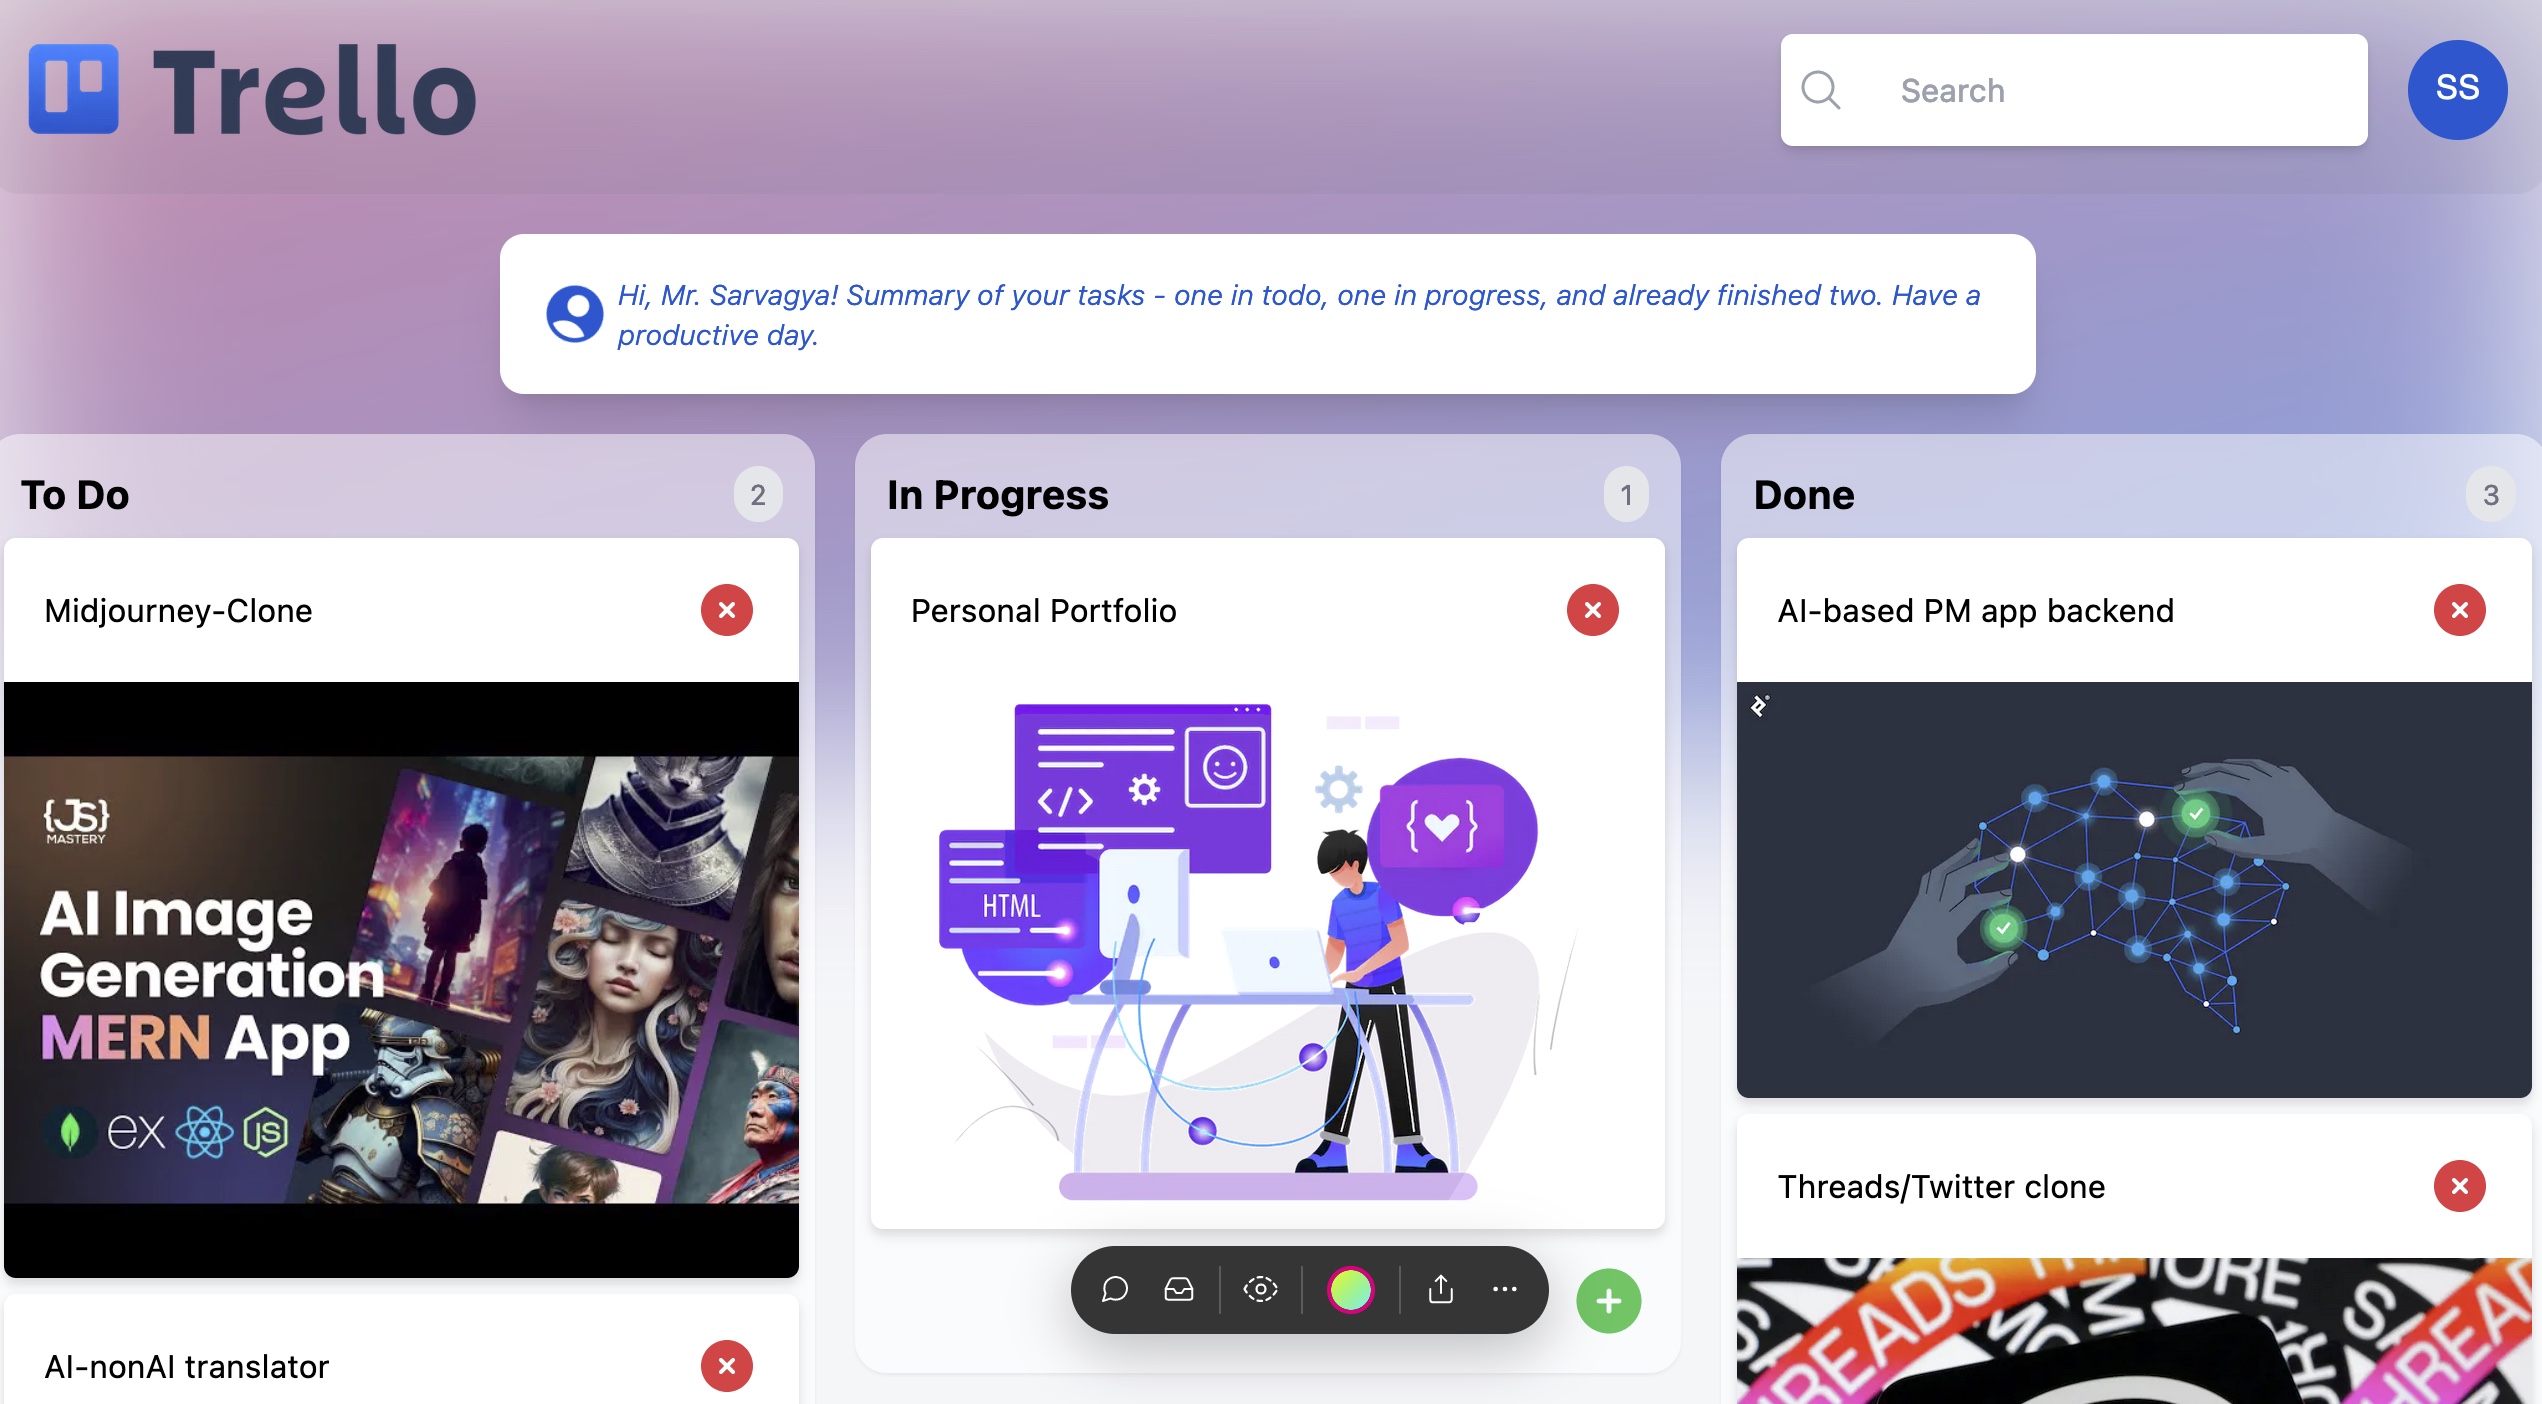 Trello
Search
SS
Hi, Mr. Sarvagya! Summary of your tasks - one in todo, one in progress, and already finished two. Have a
productive day.
To Do
2
Midjourney-Clone
{JS}
MASTERY
AI Image
Generation
MERN App
ex
JS
AI-nonAI translator
In Progress
1
Personal Portfolio
</>
HTML
Done
3
AI-based PM app backend
Threads/Twitter clone
THREADS